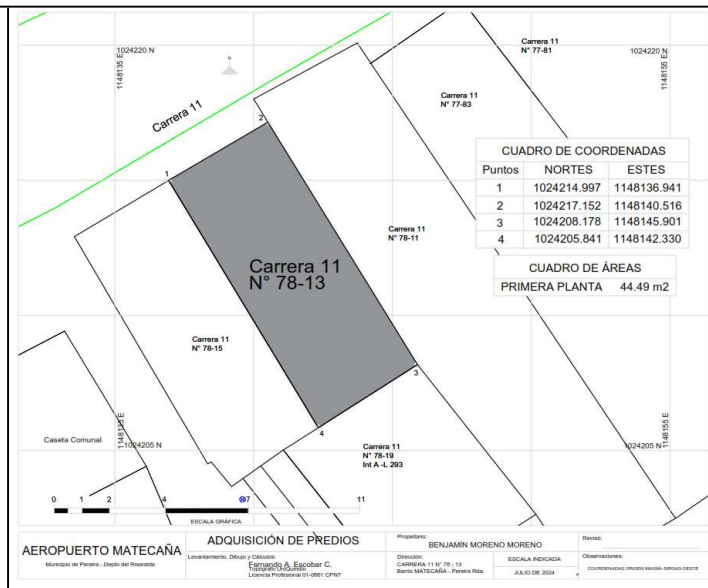 1024220 N
1148135 E
N
Carrera 11
N° 77-81
1024220 N
1148155 E
Carrera 11
N° 77-83
Carrera 11
2
1
CUADRO DE COORDENADAS
Puntos NORTES ESTES
1 1024214.997 1148136.941
2 1024217.152 1148140.516
3 1024208.178 1148145.901
4 1024205.841 1148142.330
CUADRO DE ÁREAS
PRIMERA PLANTA 44.49 m2
Carrera 11
N° 78-11
Carrera 11
N° 78-13
Carrera 11
N° 78-15
3
4
Caseta Comunal
1148135 E
1024205 N
Carrera 11
N° 78-19
Int A -L 293
1024205 N
1148155 E
0 1 2 4 7 11
ESCALA GRÁFICA
AEROPUERTO MATECAÑA
Municipio de Pereira - Depto del Risaralda
ADQUISICIÓN DE PREDIOS
Levantamiento, Dibujo y Cálculos:
Fernando A. Escobar C.
Topógrafo UniQuindío
Licencia Profesional 01-0861 CPNT
Propietario:
BENJAMÍN MORENO MORENO
Dirección:
CARRERA 11 N° 78 - 13
Barrio MATECAÑA - Pereira Rda.
ESCALA INDICADA
JULIO DE 2024
Revisó:
Observaciones:
COORDENADAS ORIGEN MAGNA-SIRGAS-OESTE